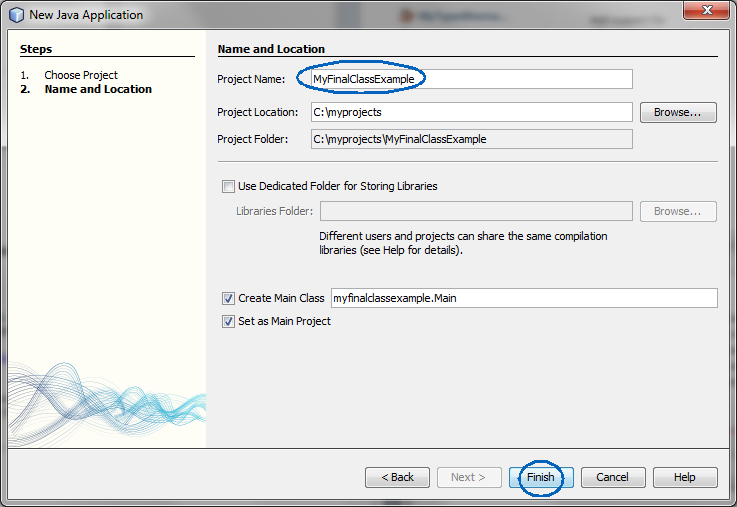 New Java Application
Steps
1. Choose Project
2. Name and Location
Name and Location
Project Name: MyFinalClassExample
Project Location: C:\myprojects Browse...
Project Folder: C:\myprojects\MyFinalClassExample
Use Dedicated Folder for Storing Libraries
Libraries Folder: Browse...
Different users and projects can share the same compilation
libraries (see Help for details).
Create Main Class myfinalclassexample.Main
Set as Main Project
< Back Next > Finish Cancel Help